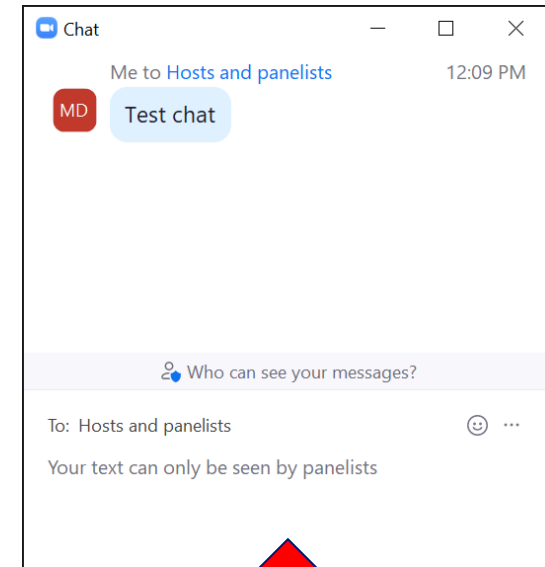 Chat
Me to Hosts and panelists 12:09 PM
MD
Test chat
Who can see your messages?
To: Hosts and panelists
Your text can only be seen by panelists